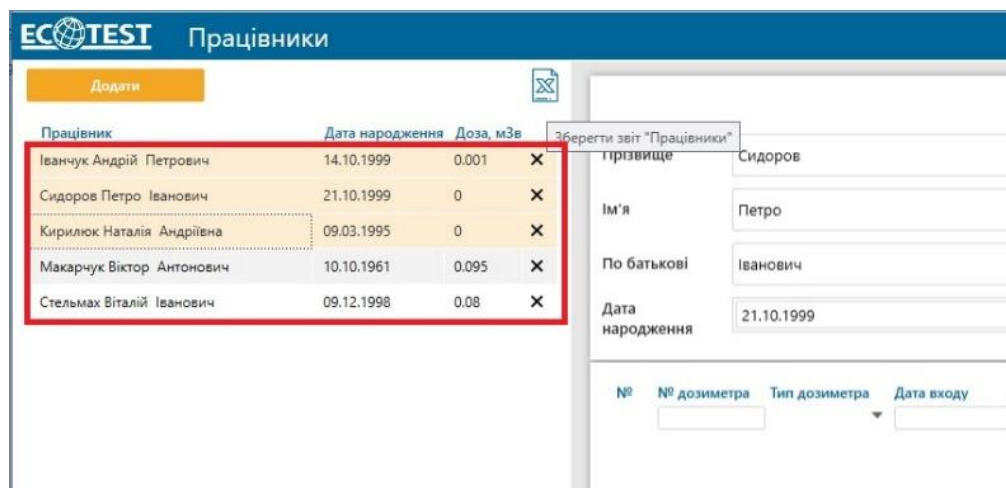 ECOTEST Працівники
Додати
Працівник Дата народження Доза, мЗв
Зберегти звіт "Працівники"
Іванчук Андрій Петрович 14.10.1999 0.001 ✕
Сидоров Петро Іванович 21.10.1999 0 ✕
Кирилюк Наталія Андріївна 09.03.1995 0 ✕
Макарчук Віктор Антонович 10.10.1961 0.095 ✕
Стельмах Віталій Іванович 09.12.1998 0.08 ✕
Прізвище Сидоров
Ім'я Петро
По батькові Іванович
Дата
народження 21.10.1999
№ № дозиметра Тип дозиметра Дата входу